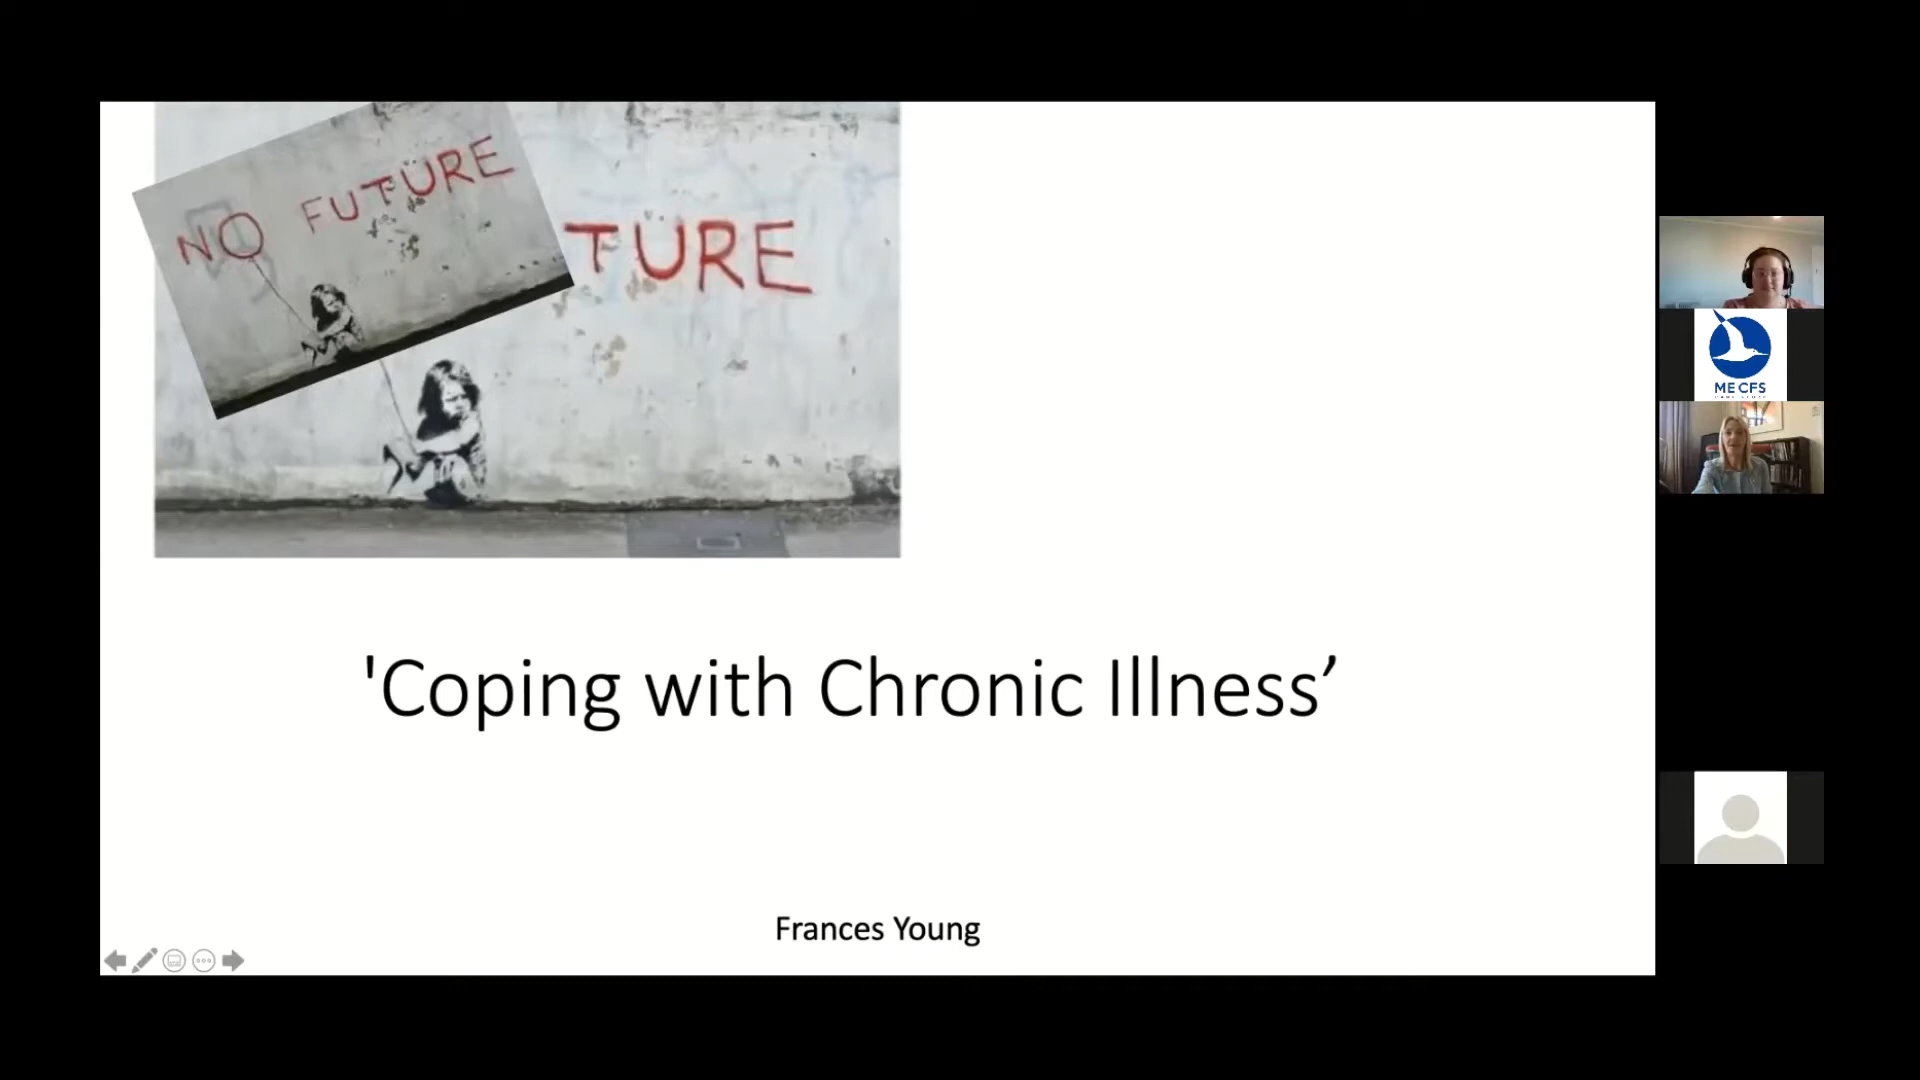 NO FUTURE
TURE
ME CFS
'Coping with Chronic Illness’
Frances Young